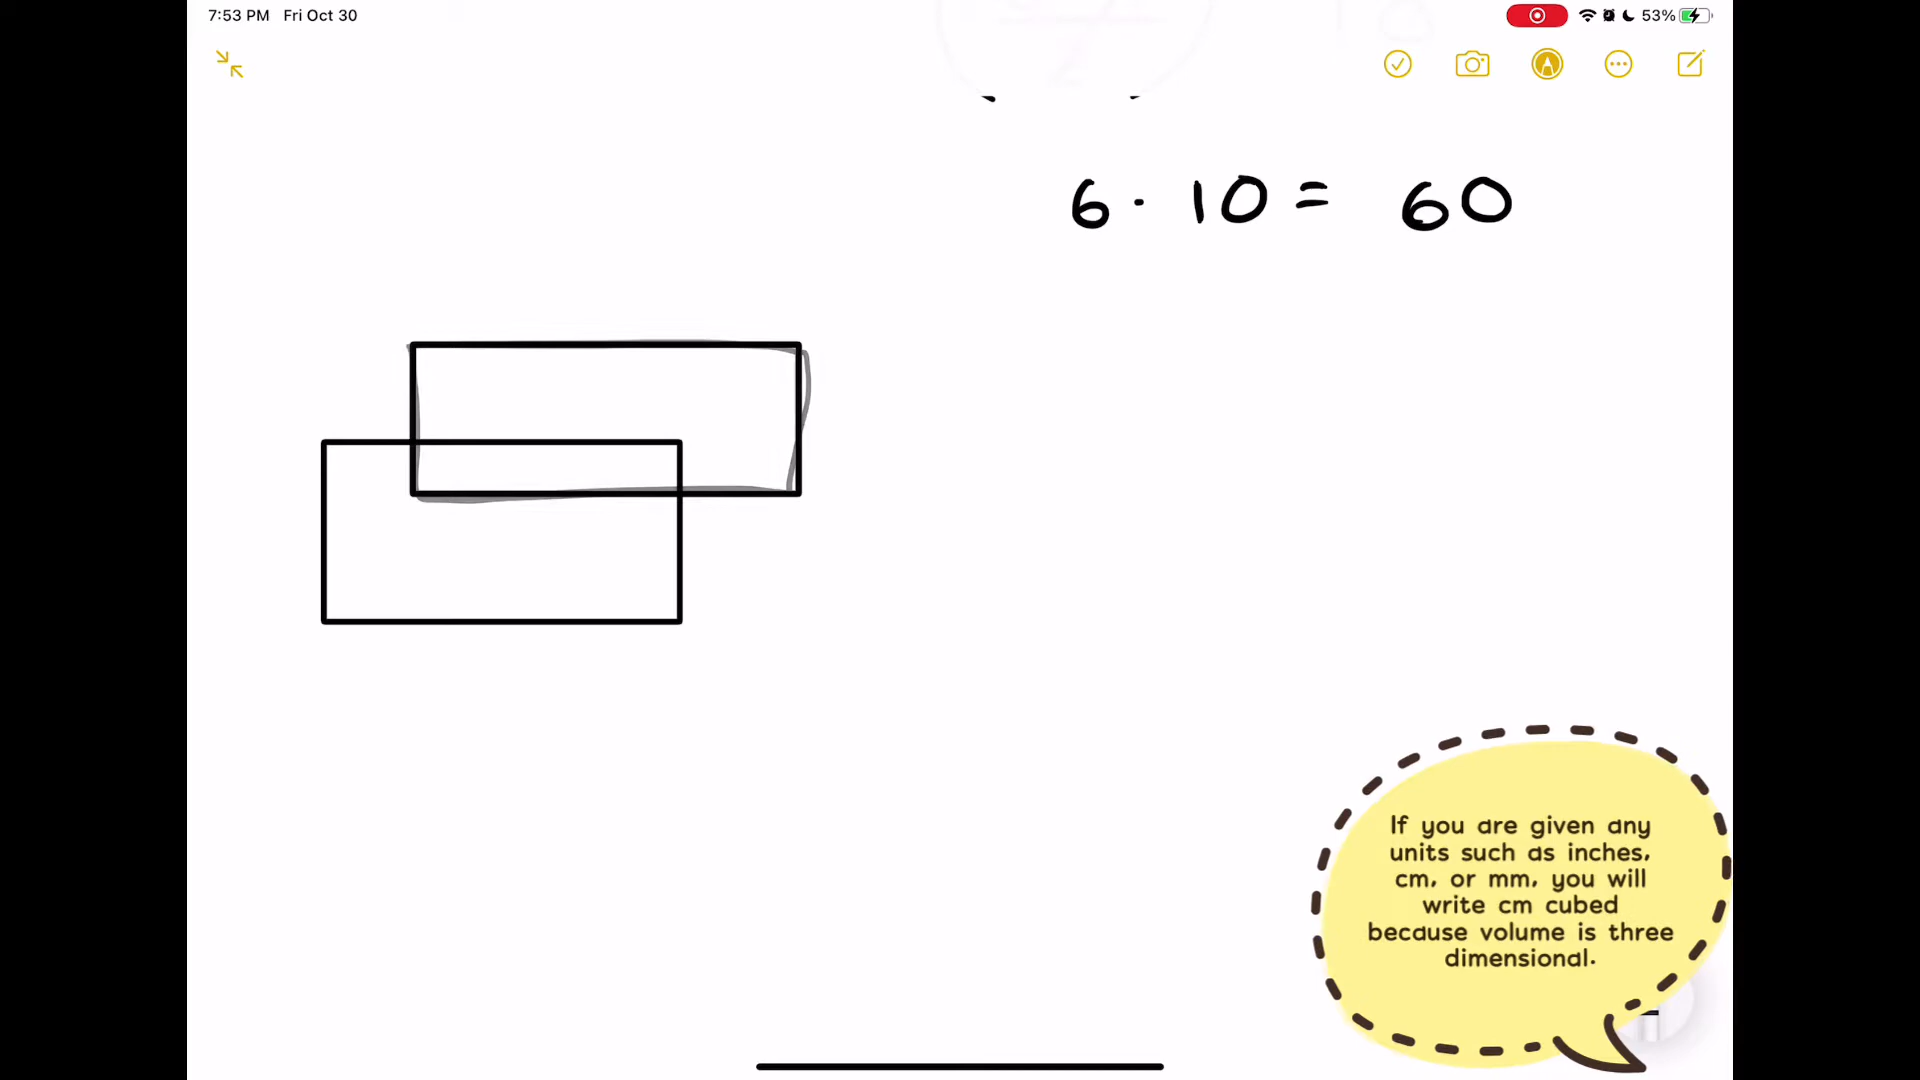 7:53 PM Fri Oct 30
53%
6 · 10 = 60
If you are given any
units such as inches,
cm, or mm, you will
write cm cubed
because volume is three
dimensional.